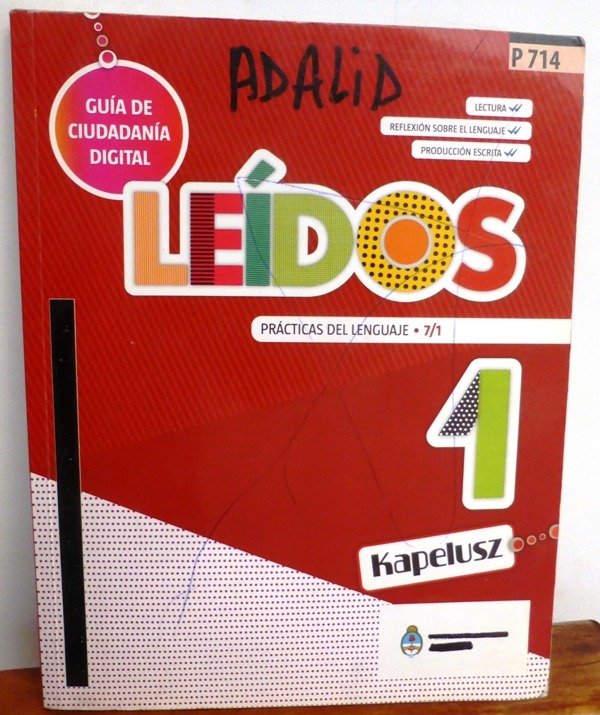 P 714
ADALiD
GUÍA DE
CIUDADANÍA
DIGITAL
LECTURA
REFLEXIÓN SOBRE EL LENGUAJE
PRODUCCIÓN ESCRITA
LEÍDOS
PRÁCTICAS DEL LENGUAJE • 7/1
1
Kapelusz